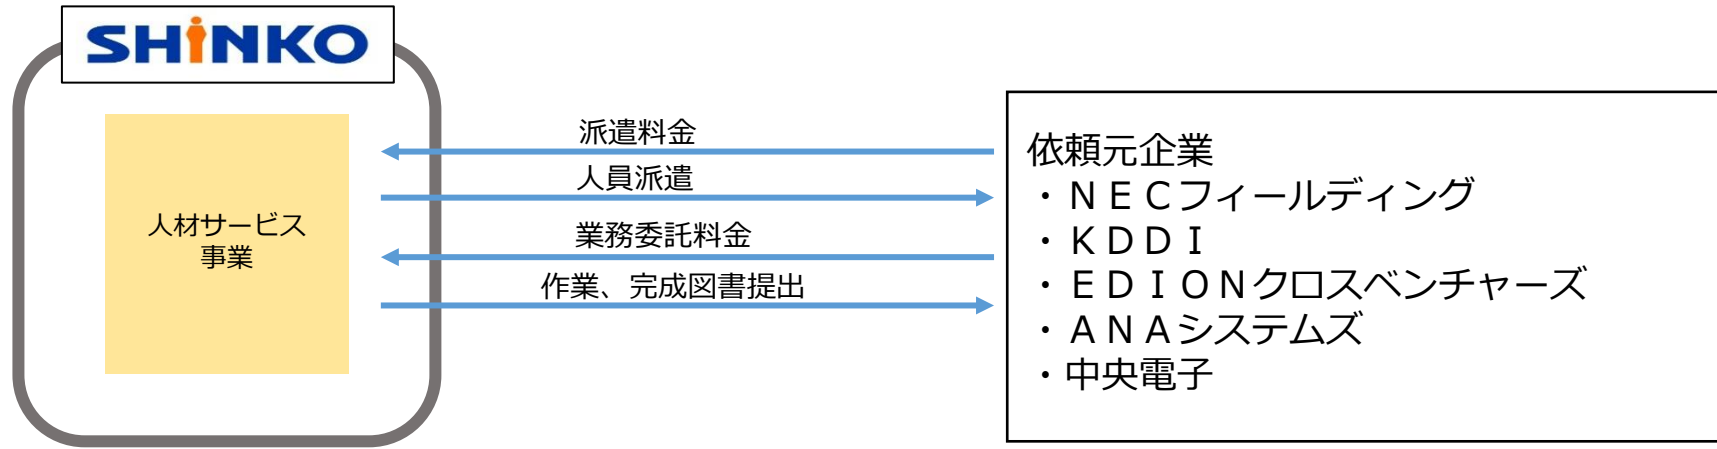 SHiNKO
人材サービス
事業
派遣料金
人員派遣
業務委託料金
作業、完成図書提出
依頼元企業
・ＮＥＣフィールディング
・ＫＤＤＩ
・ＥＤＩＯＮクロスベンチャーズ
・ＡＮＡシステムズ
・中央電子